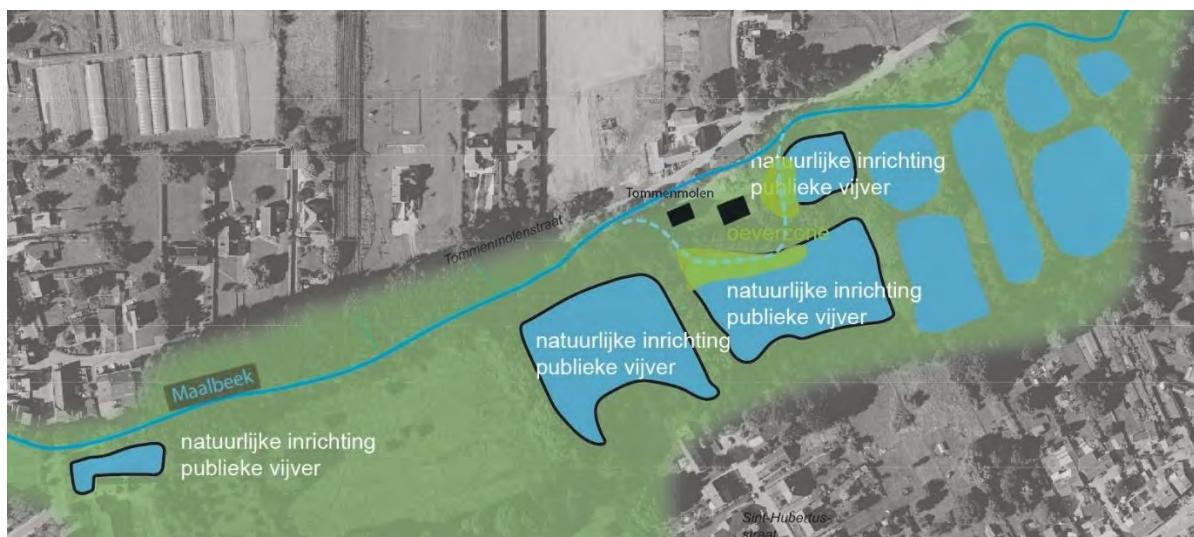 natuurlijke inrichting
publieke vijver
Tommenmolen
oeverzone
Tommenmolenstraat
natuurlijke inrichting
publieke vijver
natuurlijke inrichting
publieke vijver
Maalbeek
natuurlijke inrichting
publieke vijver
Sint-Hubertus-
straat